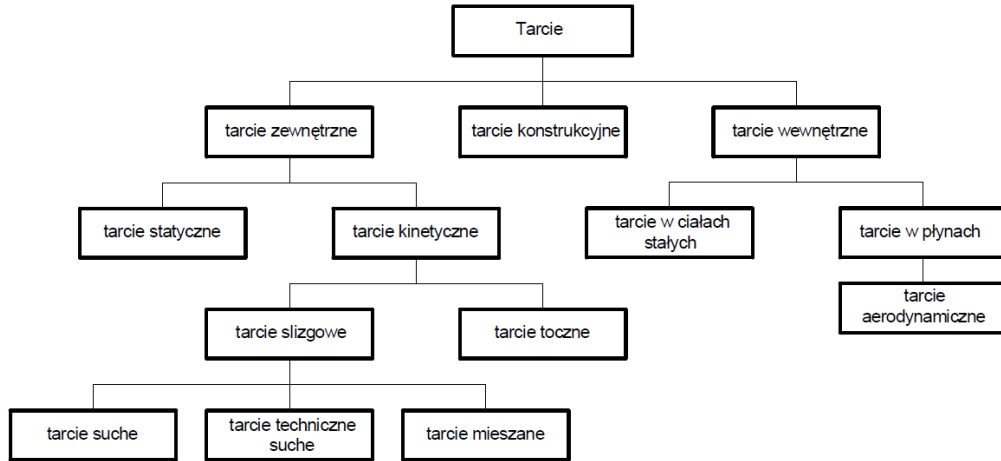 Tarcie
tarcie zewnętrzne
tarcie konstrukcyjne
tarcie wewnętrzne
tarcie statyczne
tarcie kinetyczne
tarcie w ciałach
stałych
tarcie w płynach
tarcie slizgowe
tarcie toczne
tarcie
aerodynamiczne
tarcie suche
tarcie techniczne
suche
tarcie mieszane